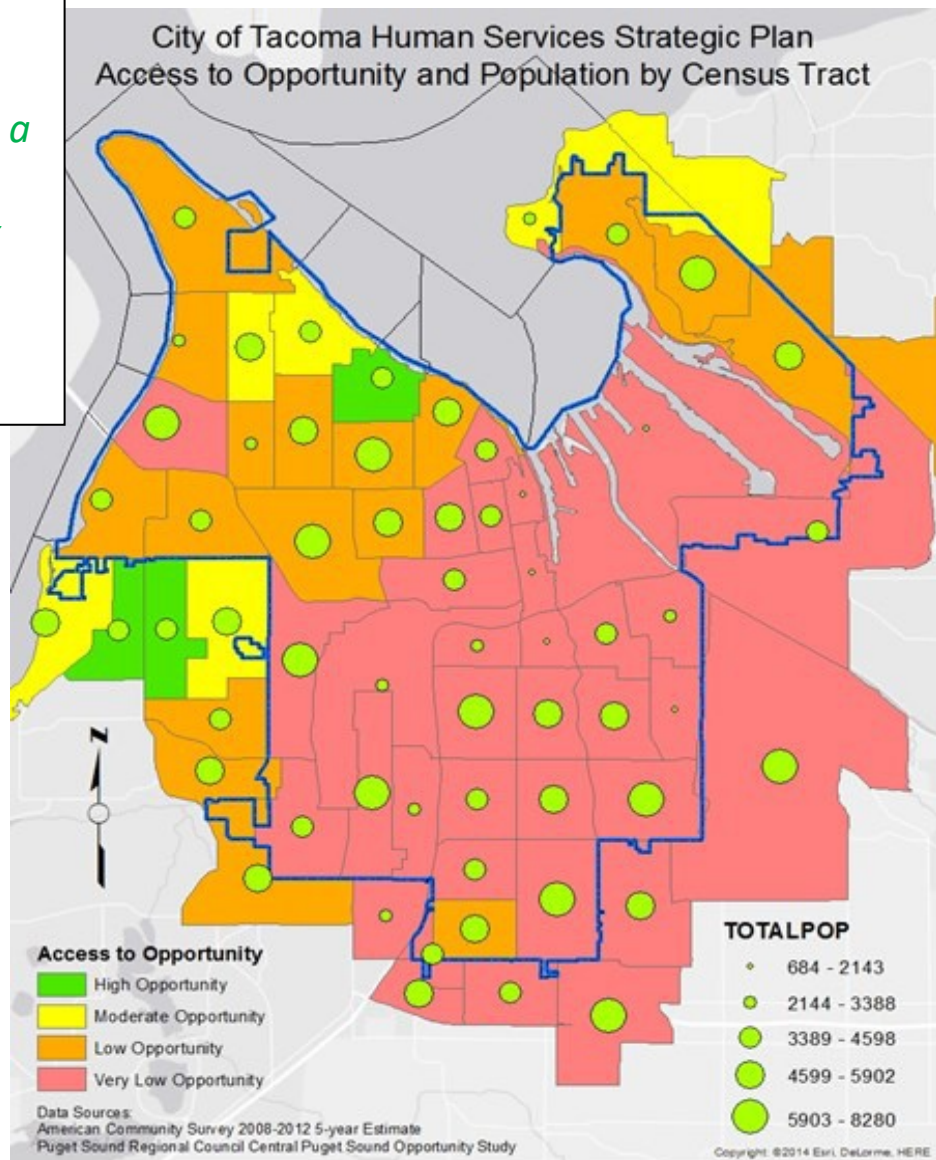 City of Tacoma Human Services Strategic Plan
Access to Opportunity and Population by Census Tract
a
N
Access to Opportunity
High Opportunity
Moderate Opportunity
Low Opportunity
Very Low Opportunity
Data Sources:
American Community Survey 2008-2012 5-year Estimate
Puget Sound Regional Council Central Puget Sound Opportunity Study
TOTALPOP
684 - 2143
2144 - 3388
3389 - 4598
4599 - 5902
5903 - 8280
Copyright: ©2014 Esri, DeLorme, HERE